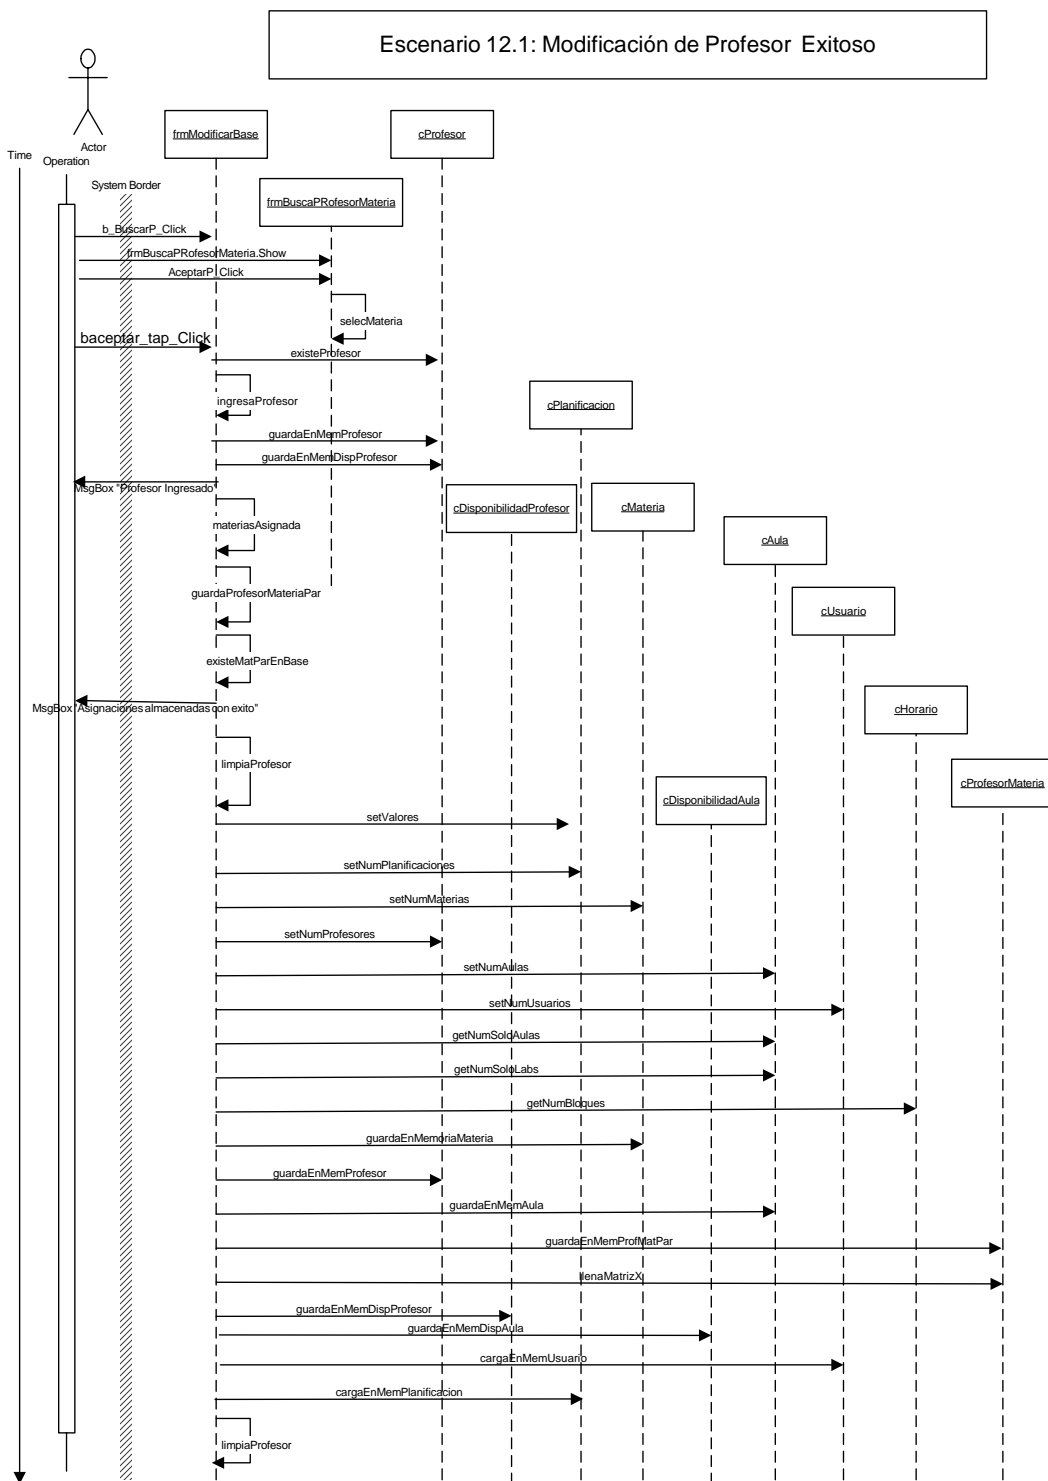 Escenario 12.1: Modificación de Profesor Exitoso
Actor
Time
Operation
System Border
frmModificarBase
cProfesor
frmBuscaPRofesorMateria
b_BuscarP_Click
frmBuscaPRofesorMateria.Show
AceptarP_Click
selecMateria
baceptar_tap_Click
existeProfesor
ingresaProfesor
cPlanificacion
guardaEnMemProfesor
guardaEnMemDispProfesor
MsgBox "Profesor Ingresado"
cDisponibilidadProfesor
cMateria
materiasAsignada
cAula
guardaProfesorMateriaPar
cUsuario
existeMatParEnBase
MsgBox "Asignaciones almacenadas con exito"
cHorario
limpiaProfesor
cProfesorMateria
cDisponibilidadAula
setValores
setNumPlanificaciones
setNumMaterias
setNumProfesores
setNumAulas
setNumUsuarios
getNumSoloAulas
getNumSoloLabs
getNumBloques
guardaEnMemoriaMateria
guardaEnMemProfesor
guardaEnMemAula
guardaEnMemProfMatPar
llenaMatrizX
guardaEnMemDispProfesor
guardaEnMemDispAula
cargaEnMemUsuario
cargaEnMemPlanificacion
limpiaProfesor